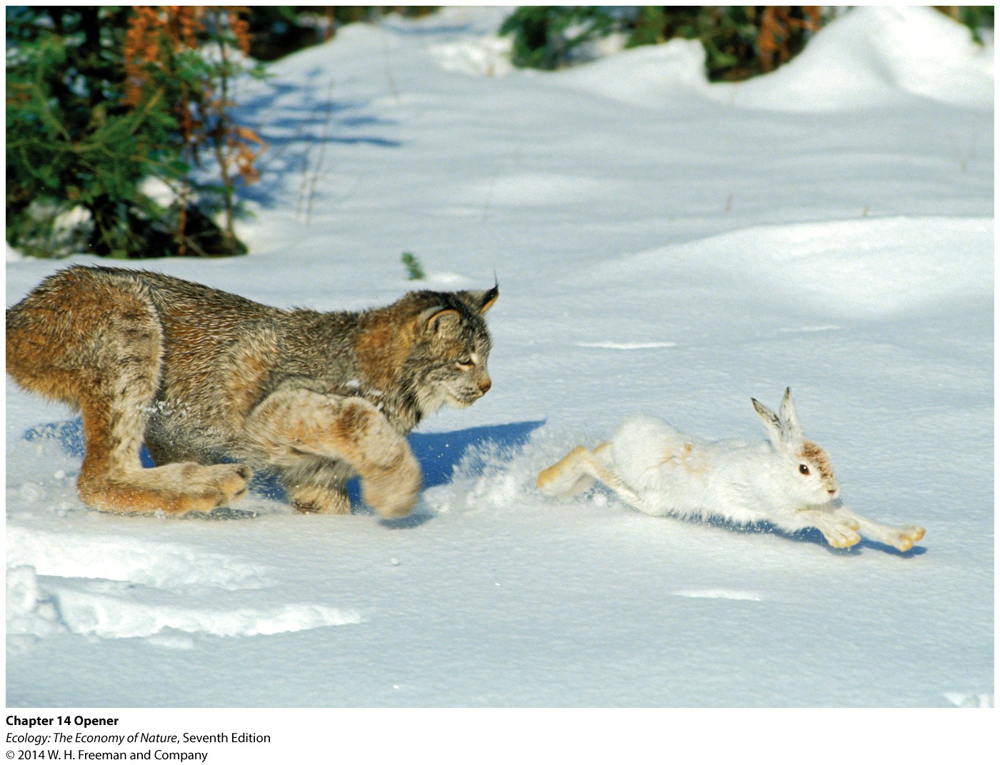 Chapter 14 Opener
Ecology: The Economy of Nature, Seventh Edition
© 2014 W. H. Freeman and Company